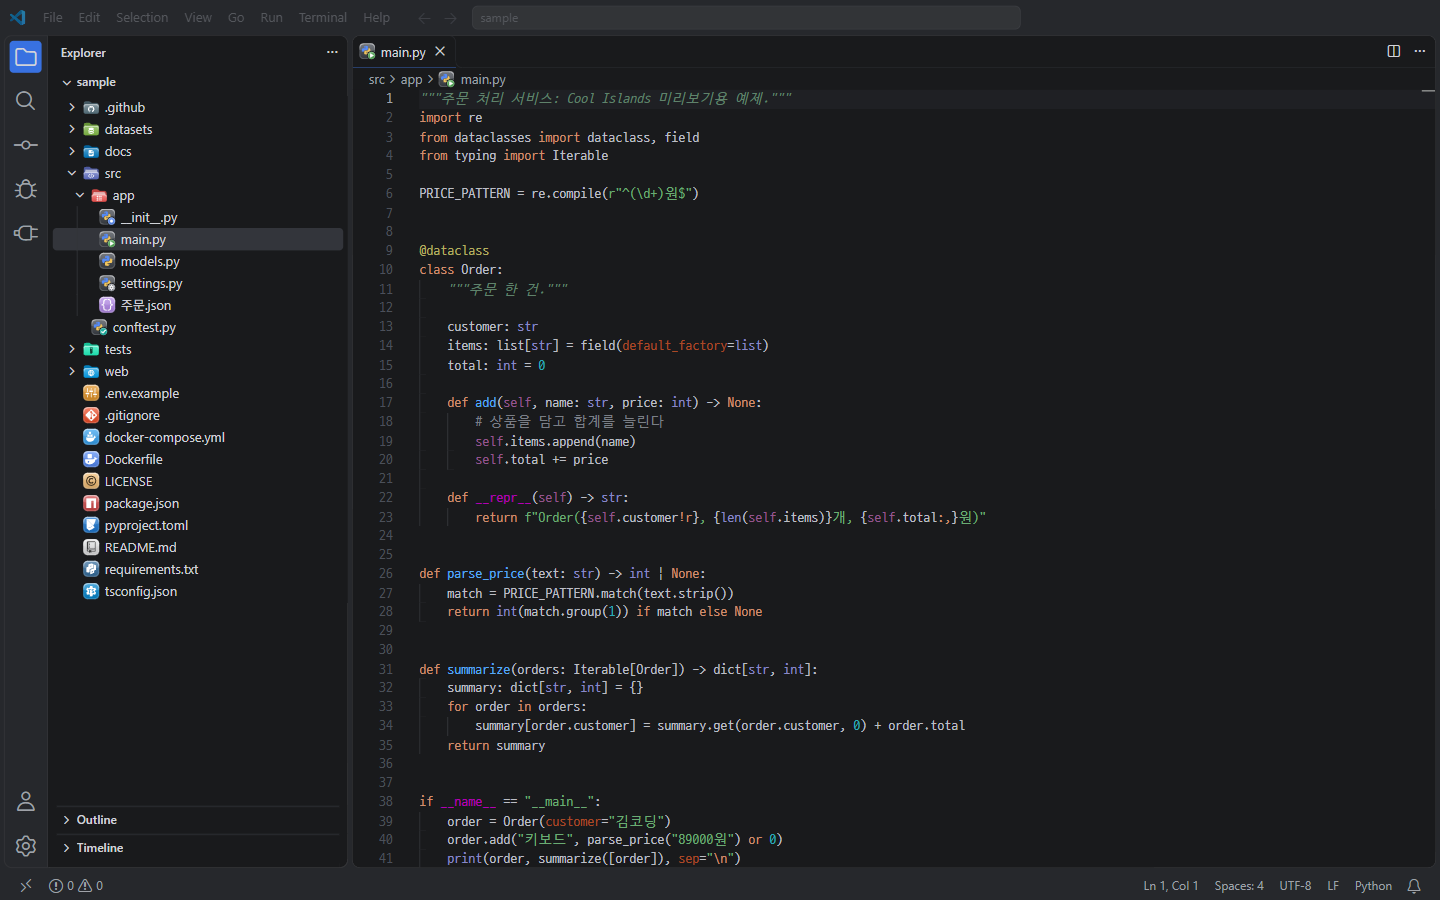 File Edit Selection View Go Run Terminal Help
sample
Explorer
sample
.github
datasets
docs
src
app
__init__.py
main.py
models.py
settings.py
주문.json
conftest.py
tests
web
.env.example
.gitignore
docker-compose.yml
Dockerfile
LICENSE
package.json
pyproject.toml
README.md
requirements.txt
tsconfig.json
Outline
Timeline
main.py
src > app > main.py
1 """주문 처리 서비스: Cool Islands 미리보기용 예제."""
2 import re
3 from dataclasses import dataclass, field
4 from typing import Iterable
5
6 PRICE_PATTERN = re.compile(r"^(\d+)원$")
7
8
9 @dataclass
10 class Order:
11     """주문 한 건."""
12
13     customer: str
14     items: list[str] = field(default_factory=list)
15     total: int = 0
16
17     def add(self, name: str, price: int) -> None:
18         # 상품을 담고 합계를 늘린다
19         self.items.append(name)
20         self.total += price
21
22     def __repr__(self) -> str:
23         return f"Order({self.customer!r}, {len(self.items)}개, {self.total:,}원)"
24
25
26 def parse_price(text: str) -> int | None:
27     match = PRICE_PATTERN.match(text.strip())
28     return int(match.group(1)) if match else None
29
30
31 def summarize(orders: Iterable[Order]) -> dict[str, int]:
32     summary: dict[str, int] = {}
33     for order in orders:
34         summary[order.customer] = summary.get(order.customer, 0) + order.total
35     return summary
36
37
38 if __name__ == "__main__":
39     order = Order(customer="김코딩")
40     order.add("키보드", parse_price("89000원") or 0)
41     print(order, summarize([order]), sep="\n")
0 0
Ln 1, Col 1 Spaces: 4 UTF-8 LF Python